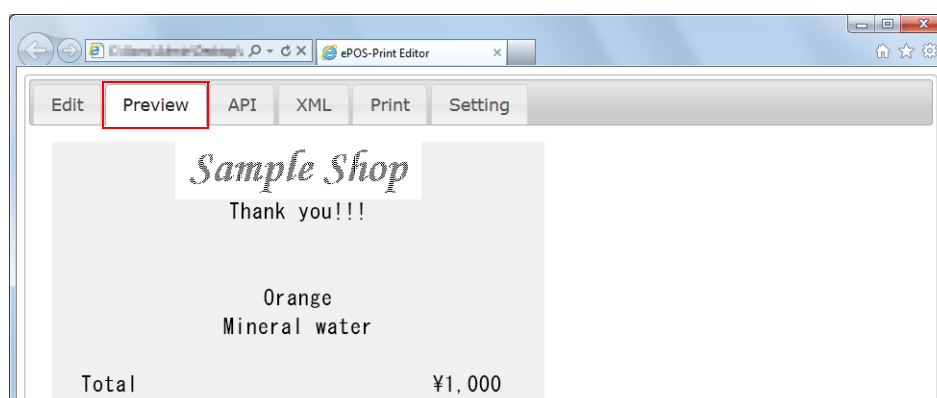 ePOS-Print Editor
Edit Preview API XML Print Setting
Sample Shop
Thank you!!!
Orange
Mineral water
Total ¥1,000